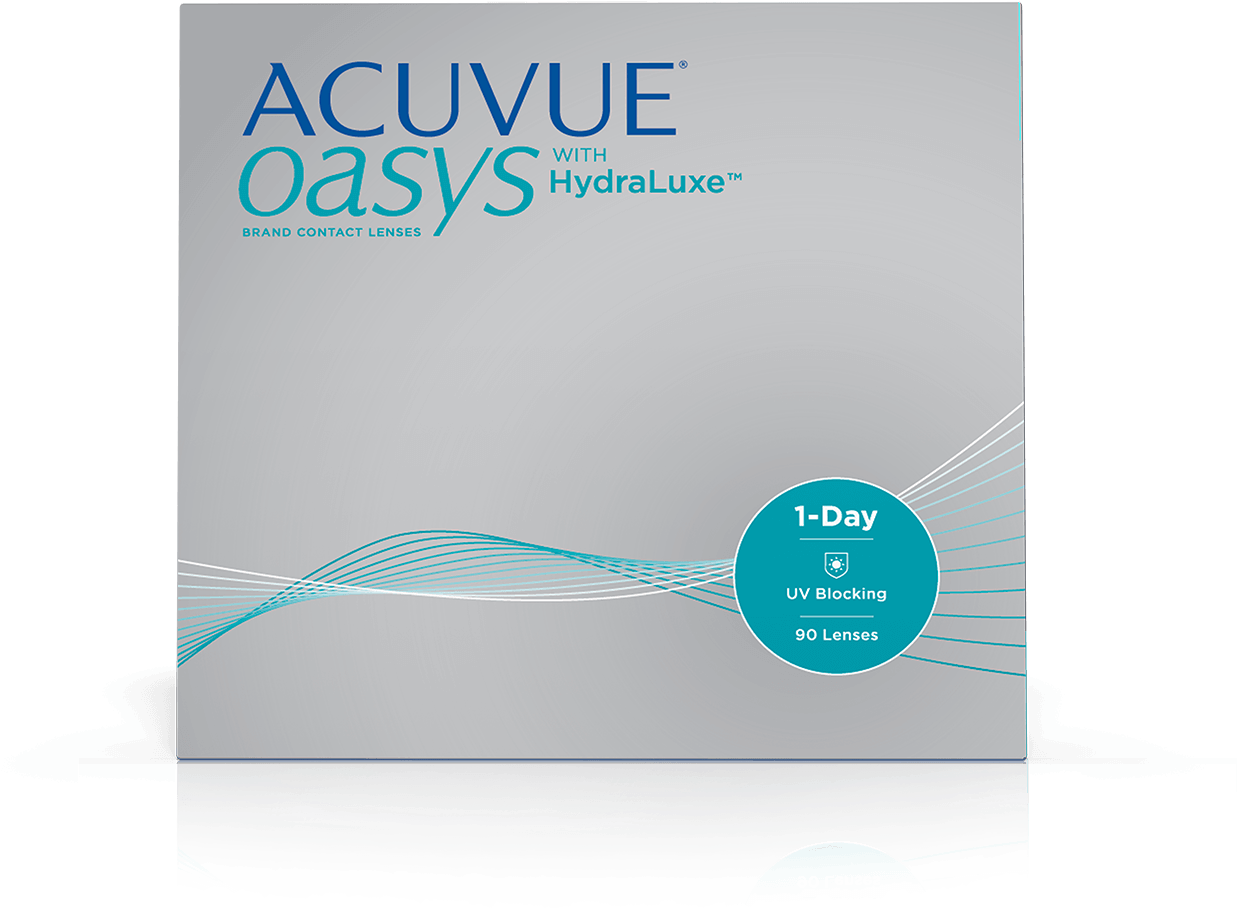 ACUVUE®
oasys WITH
HydraLuxe™
BRAND CONTACT LENSES
1-Day
UV Blocking
90 Lenses